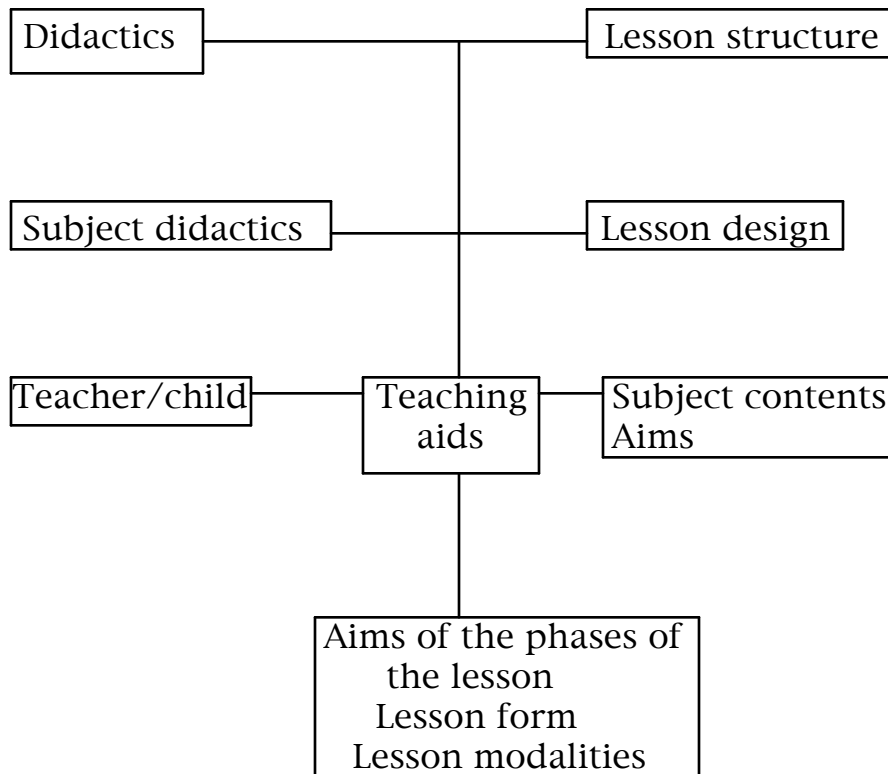 Didactics
Lesson structure
Subject didactics
Lesson design
Teacher/child
Teaching
aids
Subject contents
Aims
Aims of the phases of
the lesson
Lesson form
Lesson modalities